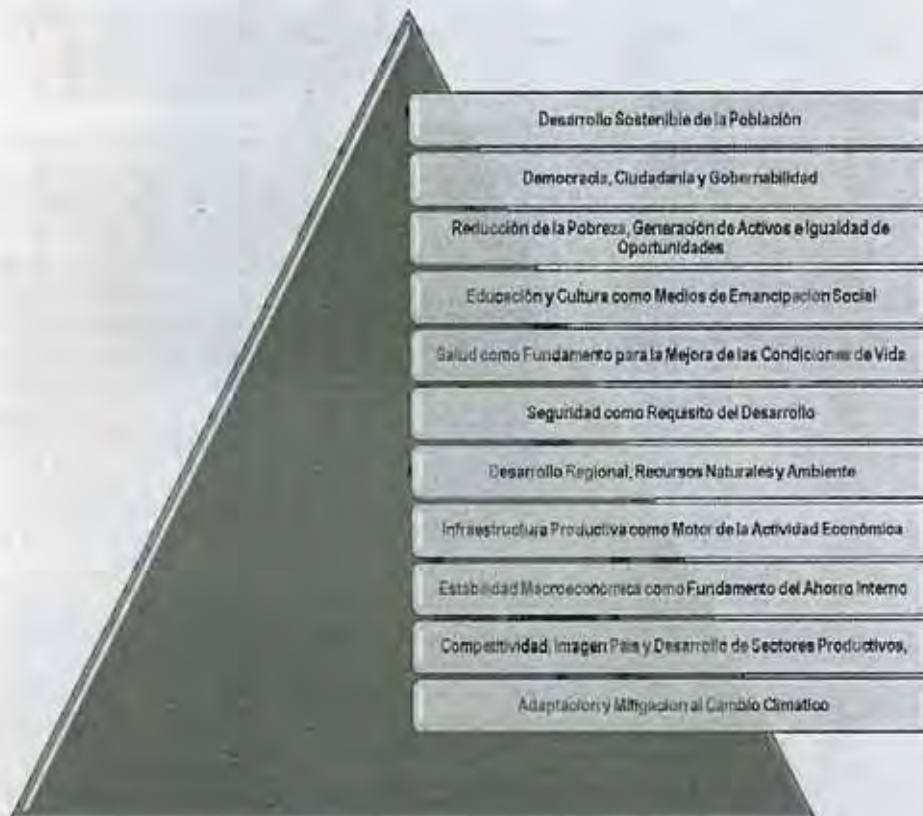 Desarrollo Sostenible de la Población
Democracia, Ciudadanía y Gobernabilidad
Reducción de la Pobreza, Generación de Activos e Igualdad de
Oportunidades
Educación y Cultura como Medios de Emancipación Social
Salud como Fundamento para la Mejora de las Condiciones de Vida
Seguridad como Requisito del Desarrollo
Desarrollo Regional, Recursos Naturales y Ambiente
Infraestructura Productiva como Motor de la Actividad Económica
Estabilidad Macroeconómica como Fundamento del Ahorro Interno
Competitividad, Imagen País y Desarrollo de Sectores Productivos,
Adaptación y Mitigación al Cambio Climático